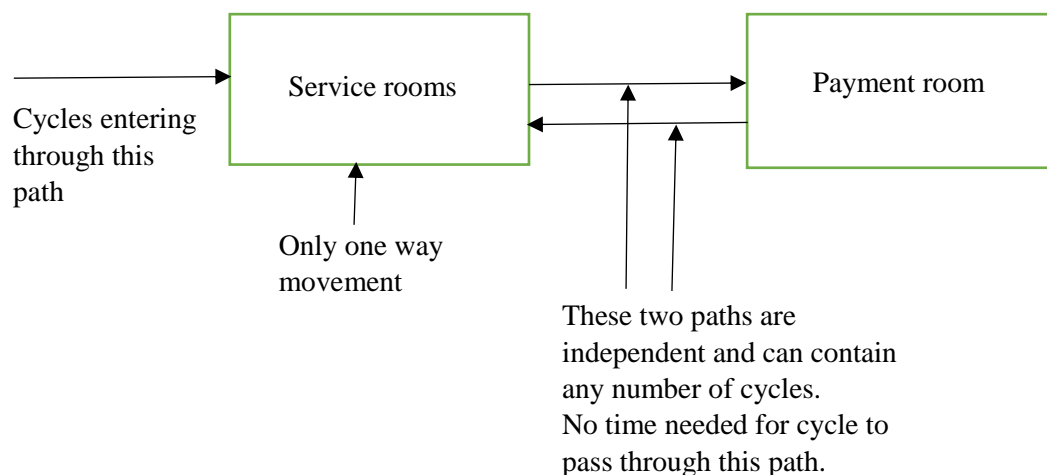 Service rooms
Payment room
Cycles entering
through this
path
Only one way
movement
These two paths are
independent and can contain
any number of cycles.
No time needed for cycle to
pass through this path.